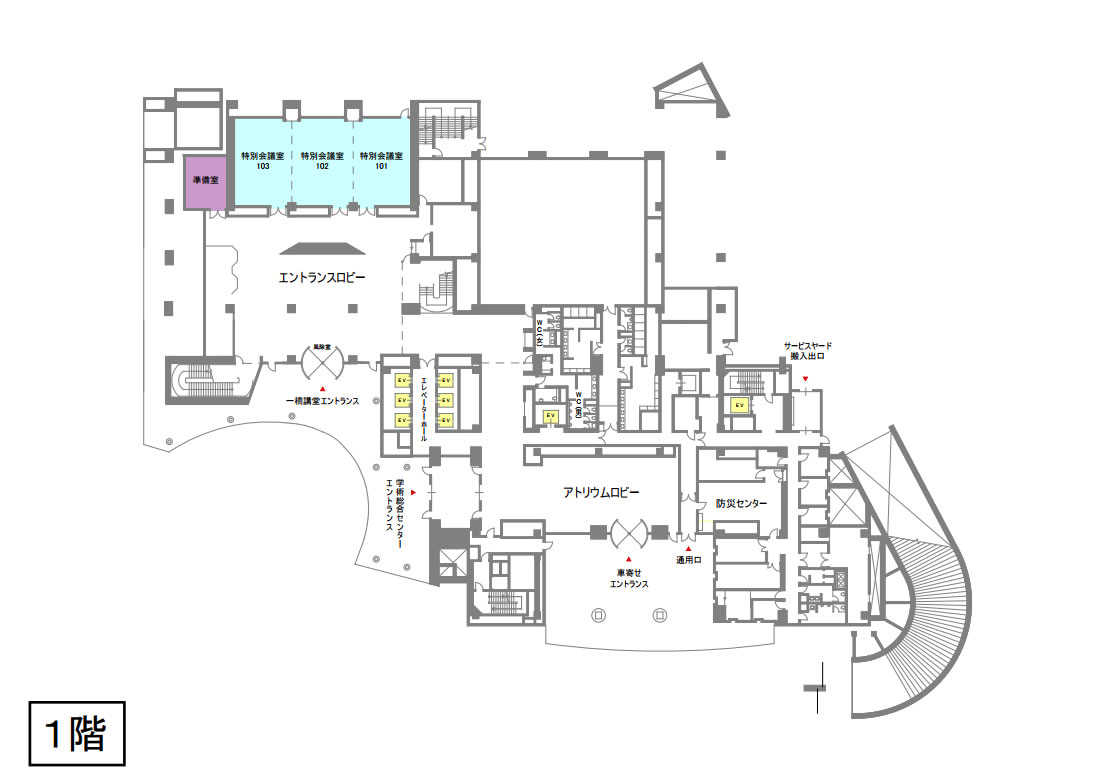 特別会議室
103
特別会議室
102
特別会議室
101
準備室
エントランスロビー
風除室
一橋講堂エントランス
EV
EV
EV
EV
EV
EV
エレベーターホール
WC(女)
WC(男)
EV
EV
サービスヤード
搬入出口
学術総合センター
エントランス
アトリウムロビー
防災センター
車寄せ
エントランス
通用口
1階